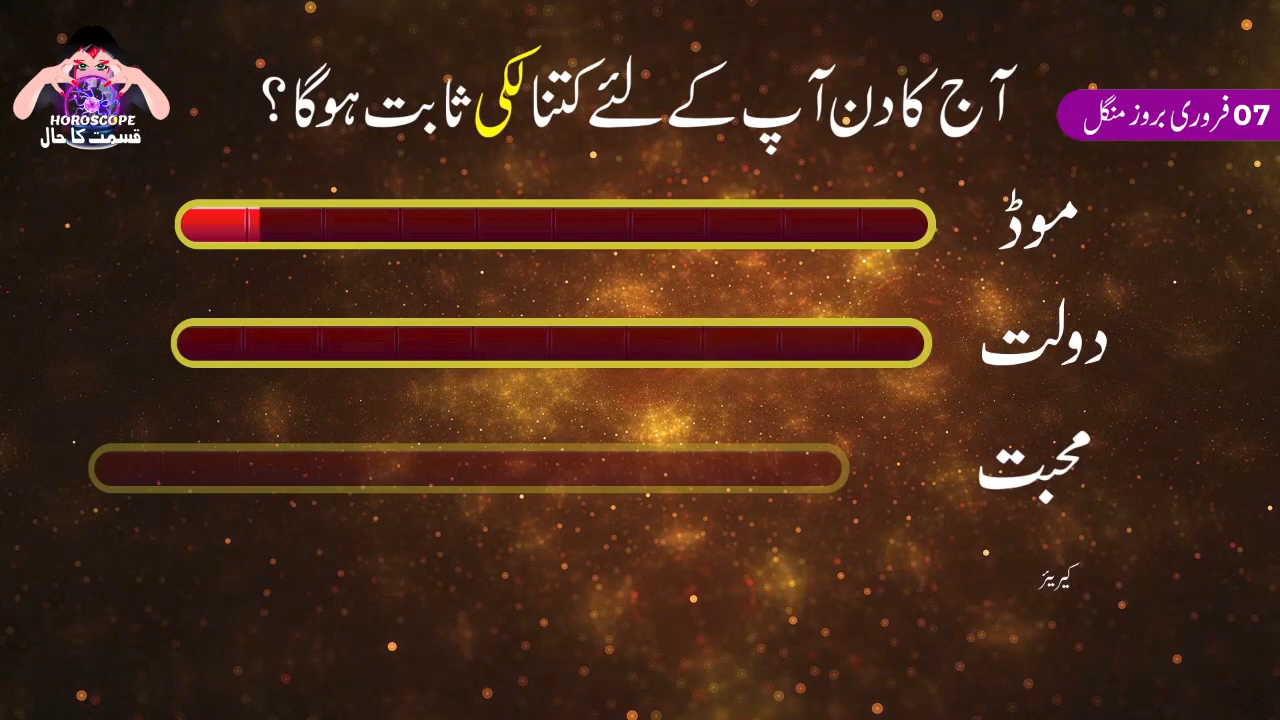 HOROSCOPE
قسمت کا حال
آج کا دن آپ کے لئے کتنا لکی ثابت ہوگا؟
07 فروری بروز منگل
موڈ
دولت
محبت
کیریئر